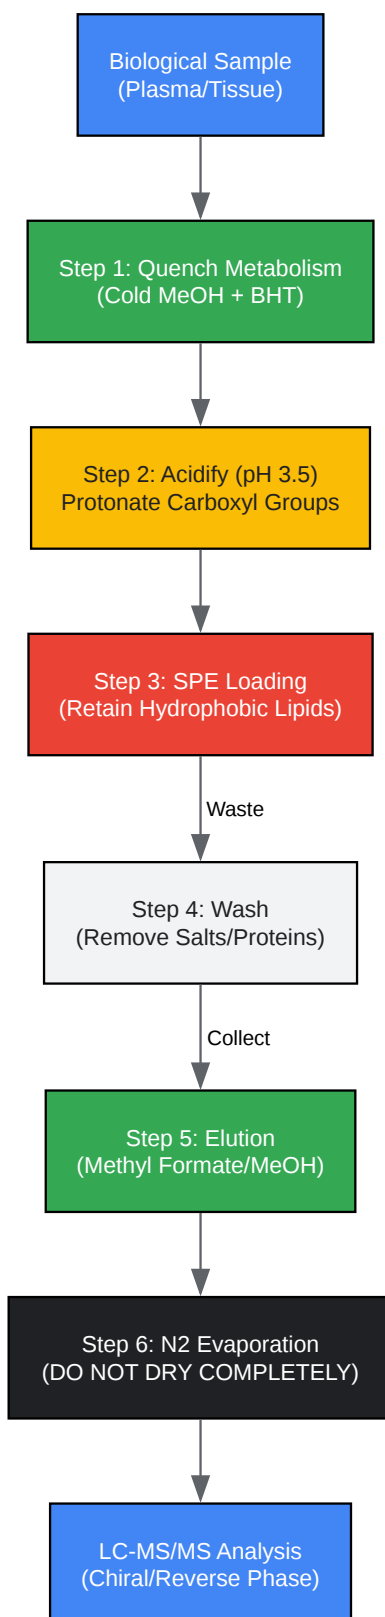 Biological Sample
(Plasma/Tissue)
Step 1: Quench Metabolism
(Cold MeOH + BHT)
Step 2: Acidify (pH 3.5)
Protonate Carboxyl Groups
Step 3: SPE Loading
(Retain Hydrophobic Lipids)
Waste
Step 4: Wash
(Remove Salts/Proteins)
Collect
Step 5: Elution
(Methyl Formate/MeOH)
Step 6: N2 Evaporation
(DO NOT DRY COMPLETELY)
LC-MS/MS Analysis
(Chiral/Reverse Phase)